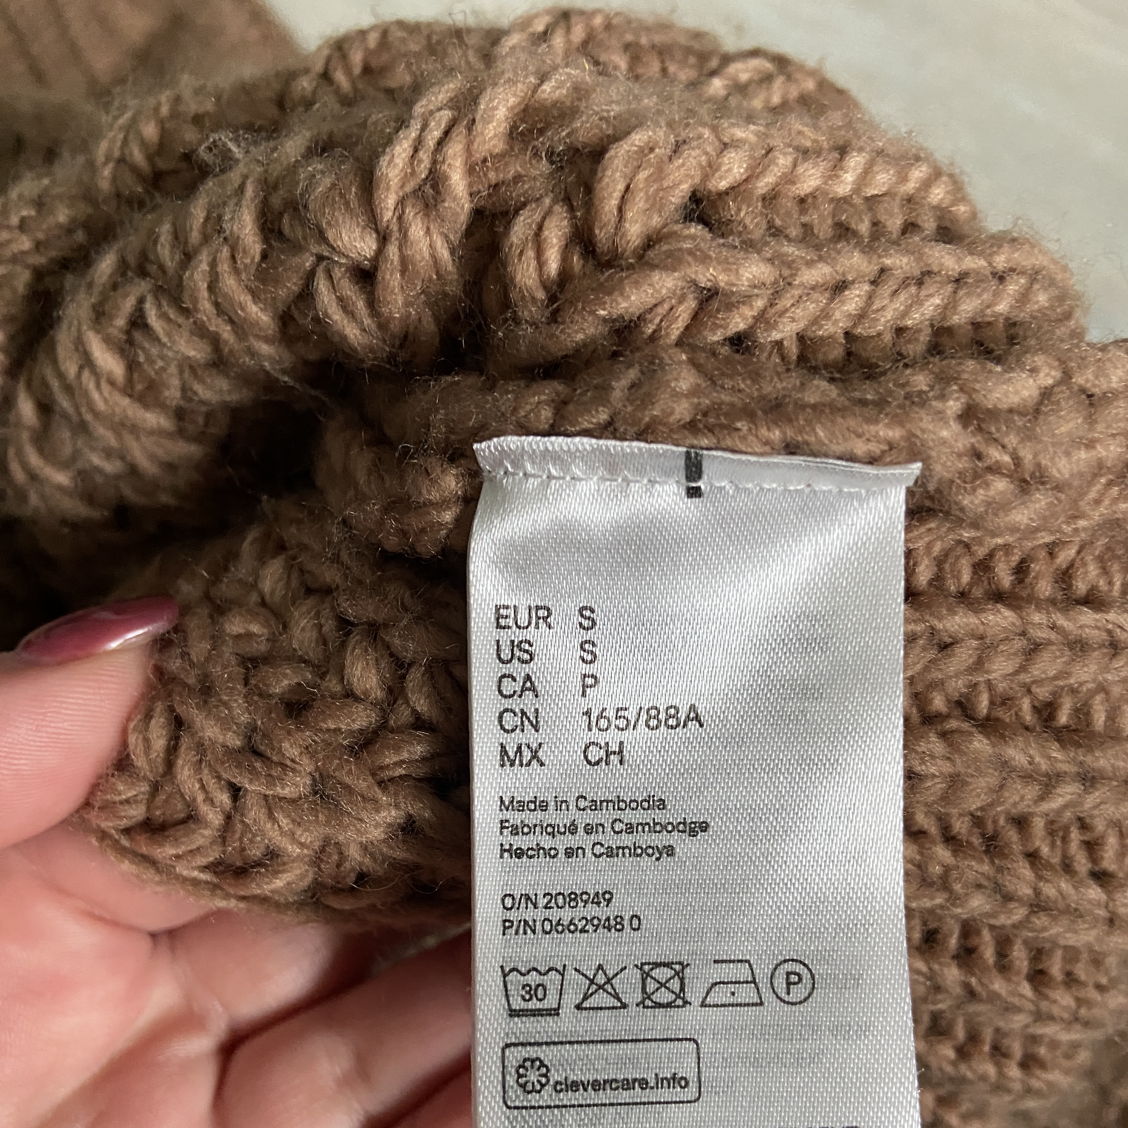 EUR S
US S
CA P
CN 165/88A
MX CH
Made in Cambodia
Fabriqué en Cambodge
Hecho en Camboya
O/N 208949
P/N 0662948 0
30
P
clevercare.info